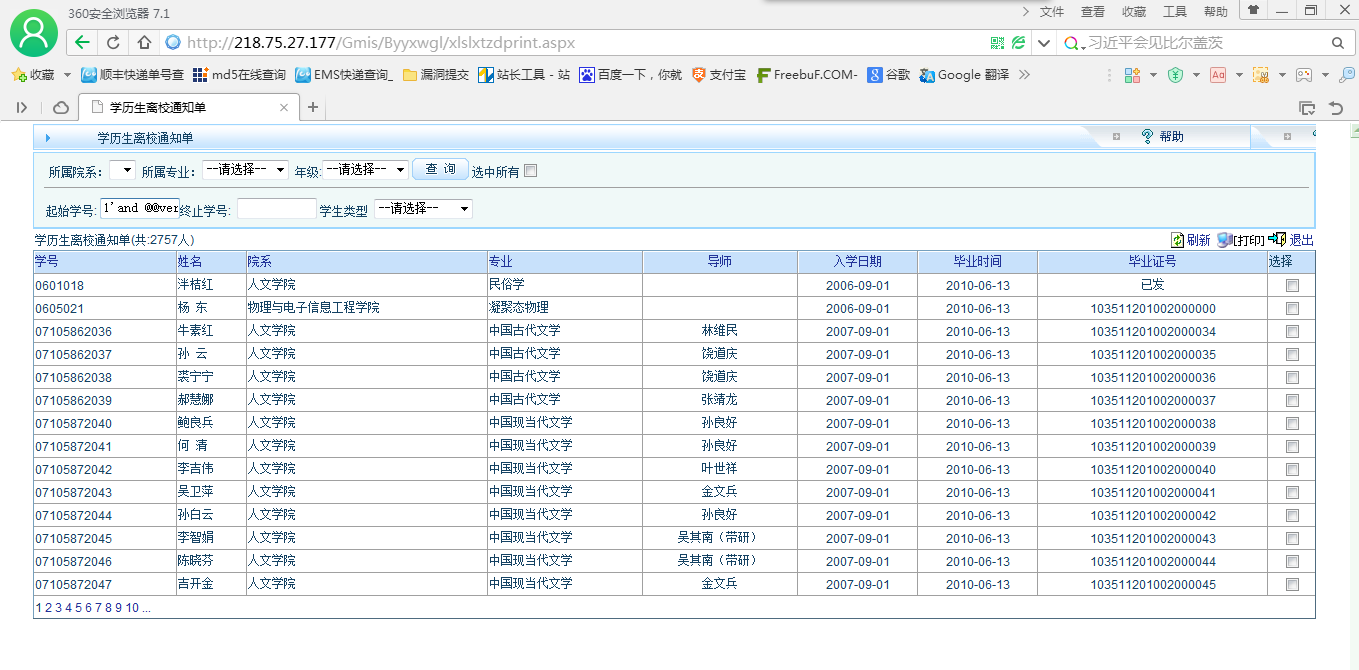 360安全浏览器 7.1
文件 查看 收藏 工具 帮助
http://218.75.27.177/Gmis/Byyxwgl/xlslxtzdprint.aspx
习近平会见比尔盖茨
收藏 顺丰快递单号查 md5在线查询 EMS快递查询_ 漏洞提交 站长工具 - 站 百度一下，你就 支付宝 FreebuF.COM- 谷歌 Google 翻译
学历生离校通知单
学历生离校通知单 帮助
所属院系: 所属专业: --请选择-- 年级: --请选择-- 查 询 选中所有
起始学号: 1'and @@ver 终止学号: 学生类型 --请选择--
学历生离校通知单(共:2757人) 刷新 [打印] 退出
学号 姓名 院系 专业 导师 入学日期 毕业时间 毕业证号 选择
0601018 泮桔红 人文学院 民俗学 2006-09-01 2010-06-13 已发
0605021 杨 东 物理与电子信息工程学院 凝聚态物理 2006-09-01 2010-06-13 103511201002000000
07105862036 牛素红 人文学院 中国古代文学 林维民 2007-09-01 2010-06-13 103511201002000034
07105862037 孙 云 人文学院 中国古代文学 饶道庆 2007-09-01 2010-06-13 103511201002000035
07105862038 裘宁宁 人文学院 中国古代文学 饶道庆 2007-09-01 2010-06-13 103511201002000036
07105862039 郝慧娜 人文学院 中国古代文学 张靖龙 2007-09-01 2010-06-13 103511201002000037
07105872040 鲍良兵 人文学院 中国现当代文学 孙良好 2007-09-01 2010-06-13 103511201002000038
07105872041 何 清 人文学院 中国现当代文学 孙良好 2007-09-01 2010-06-13 103511201002000039
07105872042 李吉伟 人文学院 中国现当代文学 叶世祥 2007-09-01 2010-06-13 103511201002000040
07105872043 吴卫萍 人文学院 中国现当代文学 金文兵 2007-09-01 2010-06-13 103511201002000041
07105872044 孙白云 人文学院 中国现当代文学 孙良好 2007-09-01 2010-06-13 103511201002000042
07105872045 李智娟 人文学院 中国现当代文学 吴其南（带研） 2007-09-01 2010-06-13 103511201002000043
07105872046 陈晓芬 人文学院 中国现当代文学 吴其南（带研） 2007-09-01 2010-06-13 103511201002000044
07105872047 吉开金 人文学院 中国现当代文学 金文兵 2007-09-01 2010-06-13 103511201002000045
1 2 3 4 5 6 7 8 9 10 ...